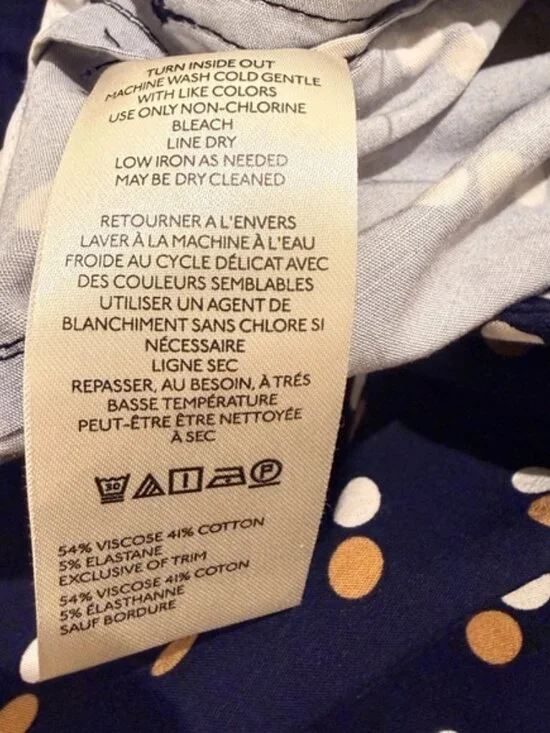 TURN INSIDE OUT
MACHINE WASH COLD GENTLE
WITH LIKE COLORS
USE ONLY NON-CHLORINE
BLEACH
LINE DRY
LOW IRON AS NEEDED
MAY BE DRY CLEANED
RETOURNER A L'ENVERS
LAVER À LA MACHINE À L'EAU
FROIDE AU CYCLE DÉLICAT AVEC
DES COULEURS SEMBLABLES
UTILISER UN AGENT DE
BLANCHIMENT SANS CHLORE SI
NÉCESSAIRE
LIGNE SEC
REPASSER, AU BESOIN, À TRÉS
BASSE TEMPÉRATURE
PEUT-ÊTRE ÊTRE NETTOYÉE
À SEC
30 P
54% VISCOSE 41% COTTON
5% ELASTANE
EXCLUSIVE OF TRIM
54% VISCOSE 41% COTON
5% ÉLASTHANNE
SAUF BORDURE